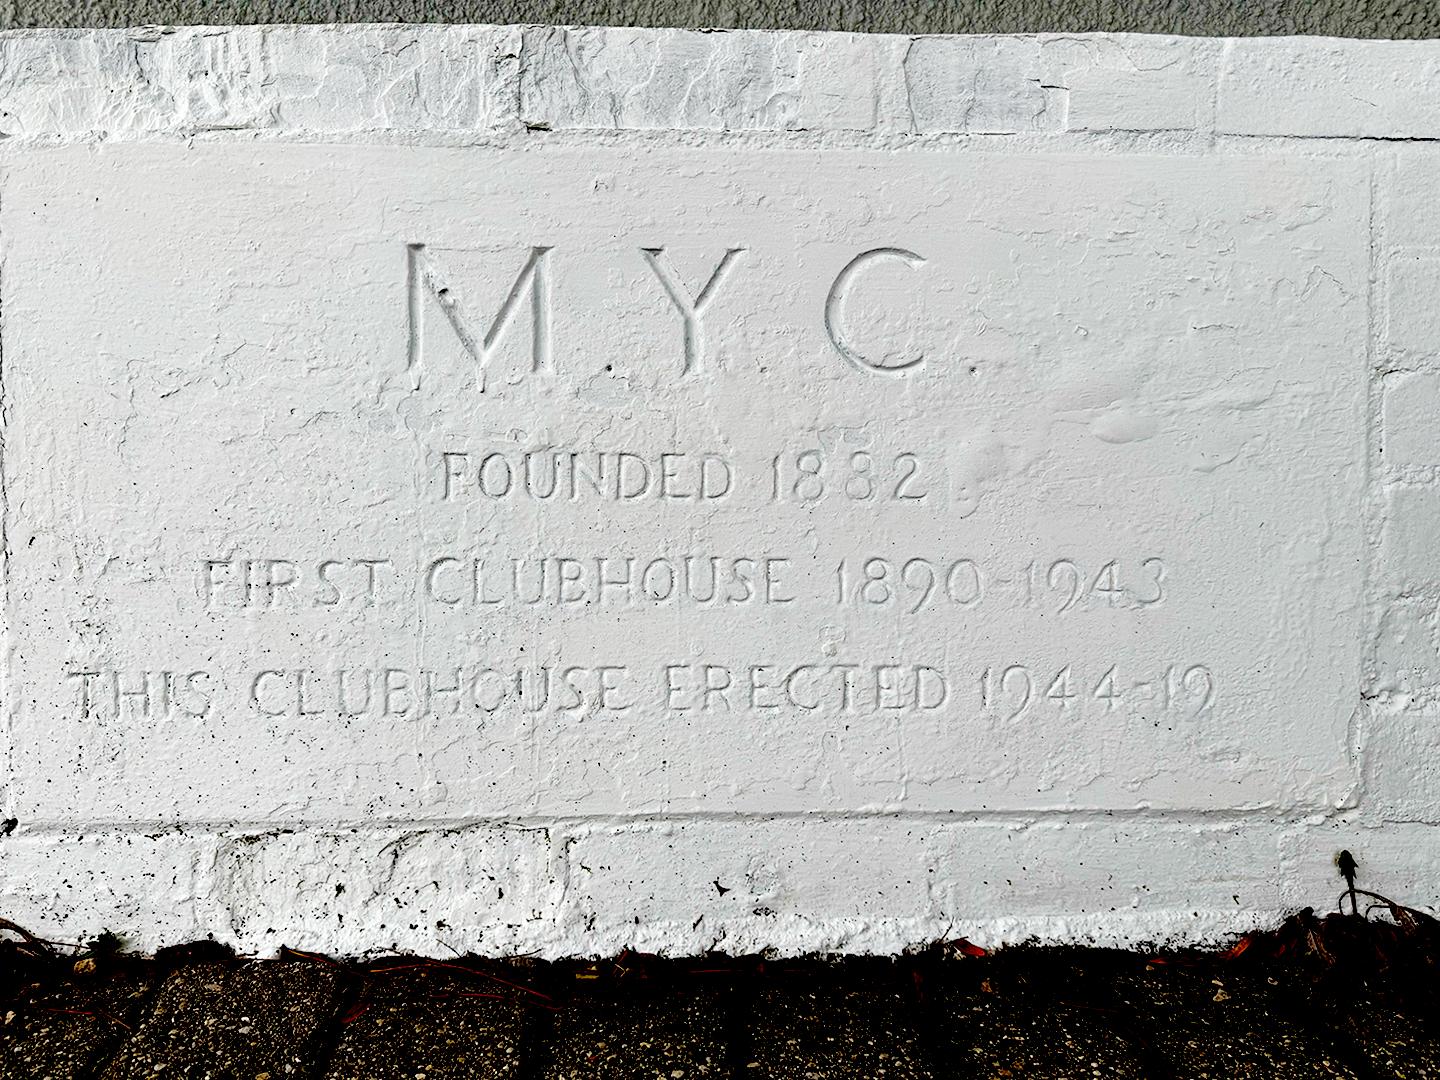 M.Y.C.
FOUNDED 1882
FIRST CLUBHOUSE 1890-1943
THIS CLUBHOUSE ERECTED 1944-19